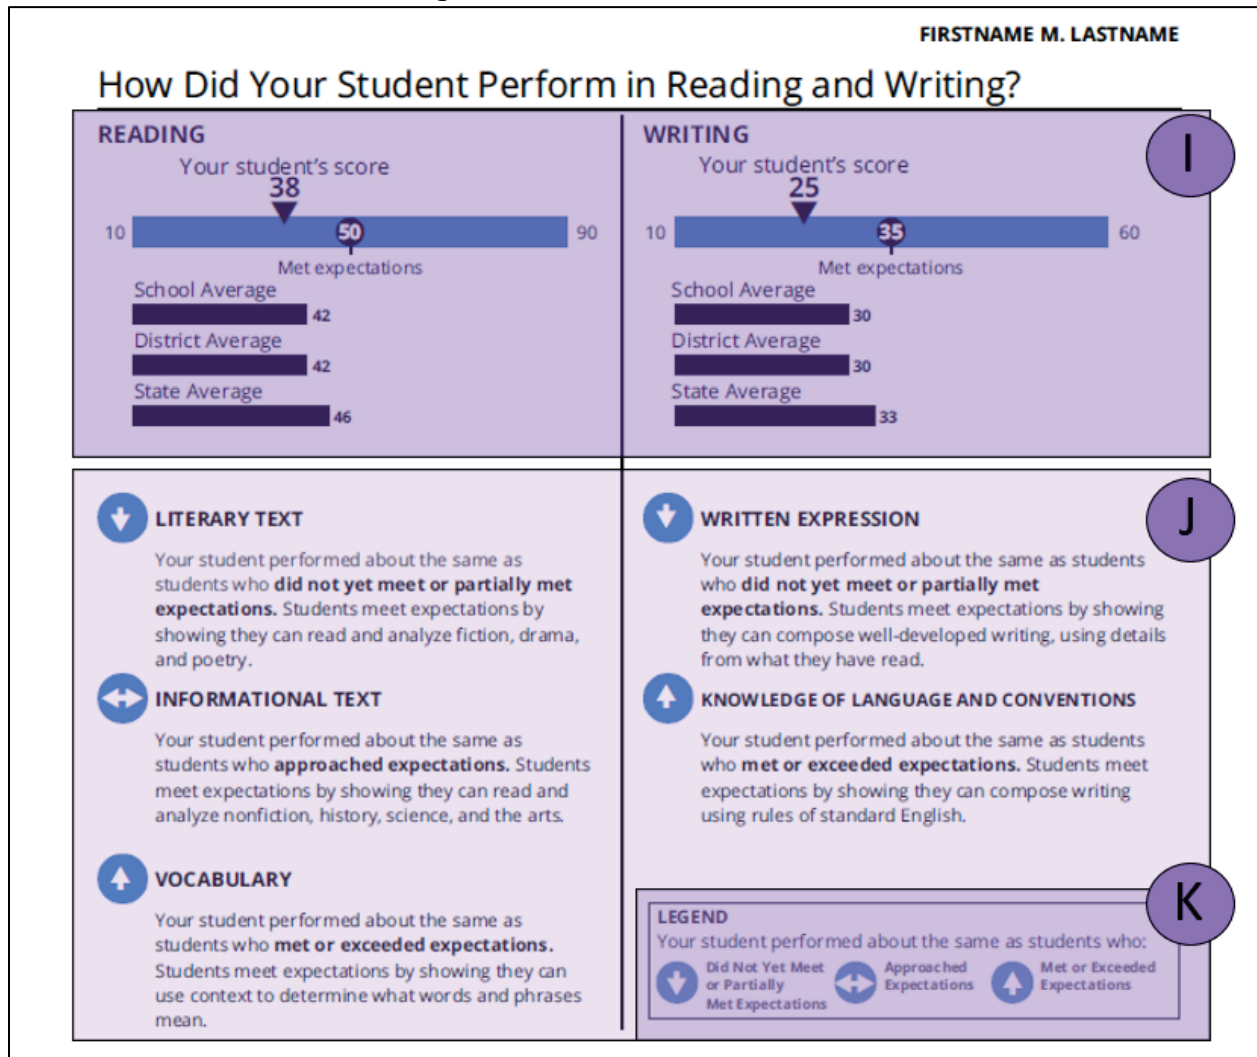 FIRSTNAME M. LASTNAME
How Did Your Student Perform in Reading and Writing?
READING
Your student's score
38
10
50
90
Met expectations
School Average
42
District Average
42
State Average
46
WRITING
Your student's score
25
10
35
60
Met expectations
School Average
30
District Average
30
State Average
33
I
LITERARY TEXT
Your student performed about the same as
students who did not yet meet or partially met
expectations. Students meet expectations by
showing they can read and analyze fiction, drama,
and poetry.
INFORMATIONAL TEXT
Your student performed about the same as
students who approached expectations. Students
meet expectations by showing they can read and
analyze nonfiction, history, science, and the arts.
VOCABULARY
Your student performed about the same as
students who met or exceeded expectations.
Students meet expectations by showing they can
use context to determine what words and phrases
mean.
WRITTEN EXPRESSION
Your student performed about the same as students
who did not yet meet or partially met
expectations. Students meet expectations by showing
they can compose well-developed writing, using details
from what they have read.
KNOWLEDGE OF LANGUAGE AND CONVENTIONS
Your student performed about the same as students
who met or exceeded expectations. Students meet
expectations by showing they can compose writing
using rules of standard English.
J
LEGEND
Your student performed about the same as students who:
Did Not Yet Meet
or Partially
Met Expectations
Approached
Expectations
Met or Exceeded
Expectations
K